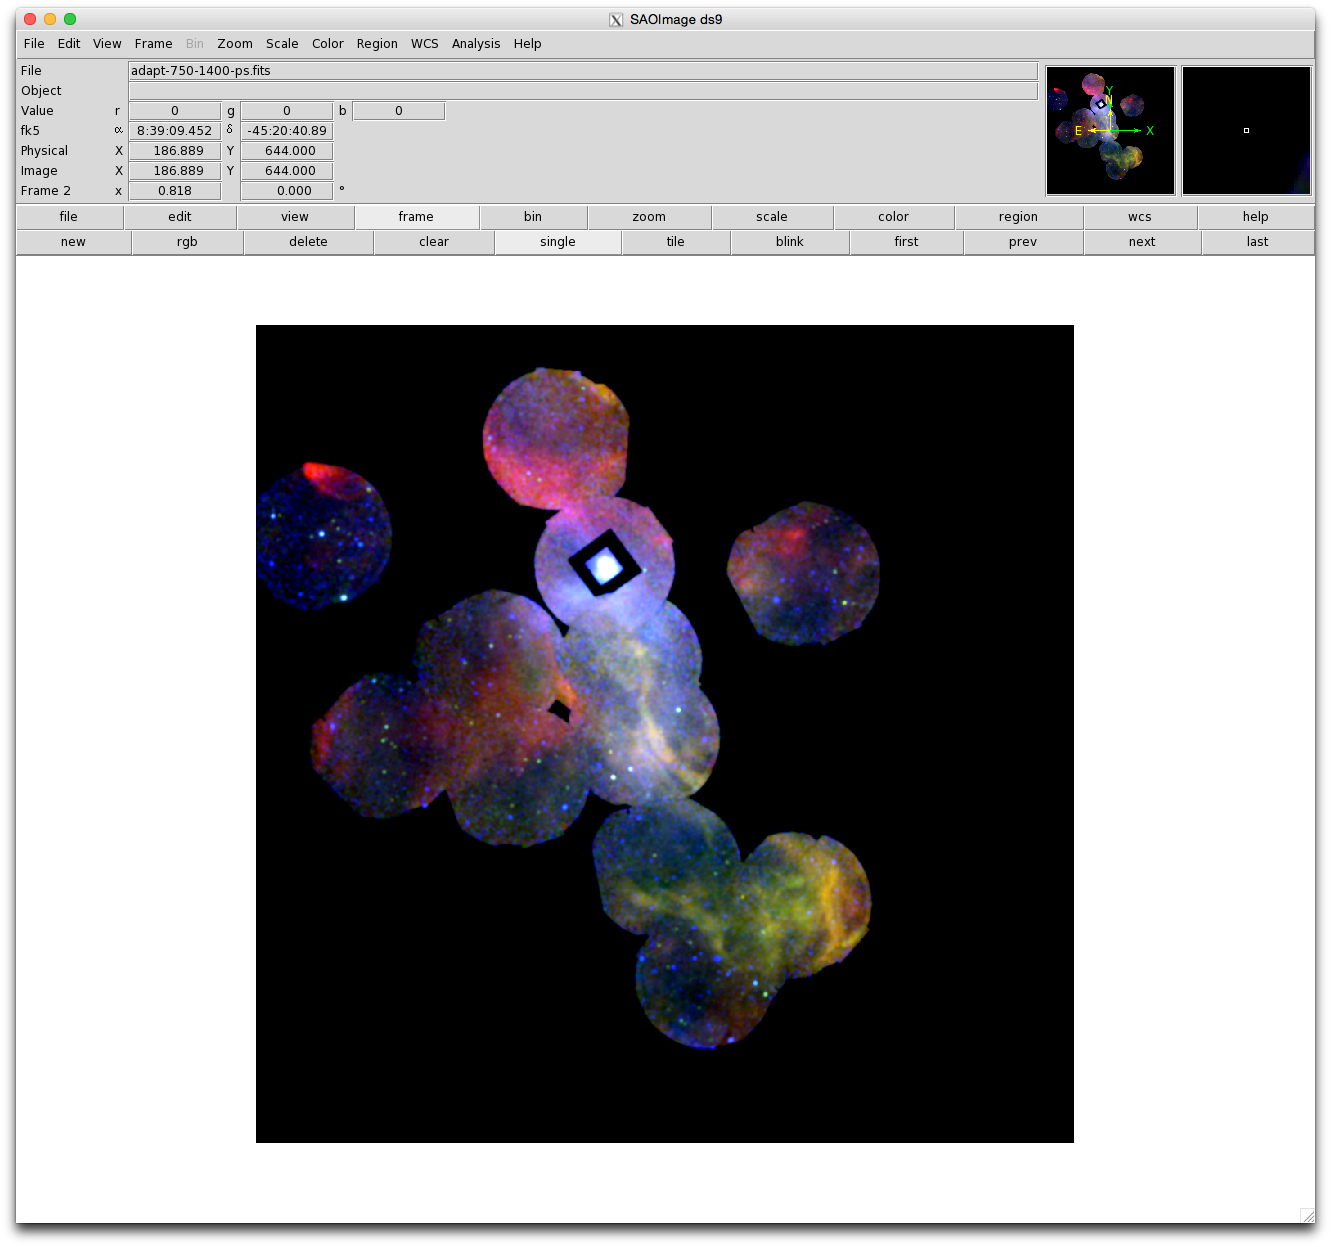 SAOImage ds9
File Edit View Frame Bin Zoom Scale Color Region WCS Analysis Help
File adapt-750-1400-ps.fits
Object
Value r 0 g 0 b 0
fk5 α 8:39:09.452 δ -45:20:40.89
Physical X 186.889 Y 644.000
Image X 186.889 Y 644.000
Frame 2 x 0.818 0.000 °
Y
N
E X
file edit view frame bin zoom scale color region wcs help
new rgb delete clear single tile blink first prev next last